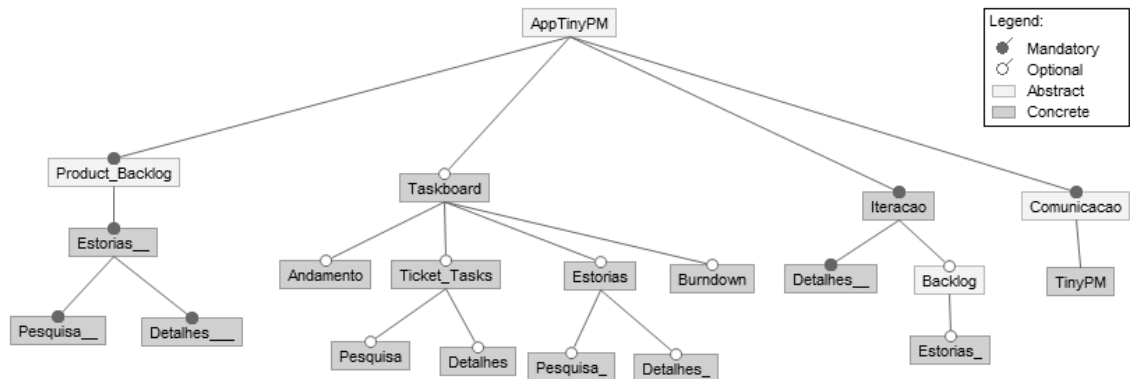 AppTinyPM
Legend:
Mandatory
Optional
Abstract
Concrete
Product_Backlog
Taskboard
Iteracao
Comunicacao
Estorias__
Andamento
Ticket_Tasks
Estorias
Burndown
Detalhes__
Backlog
TinyPM
Pesquisa__
Detalhes___
Pesquisa
Detalhes
Pesquisa_
Detalhes_
Estorias_